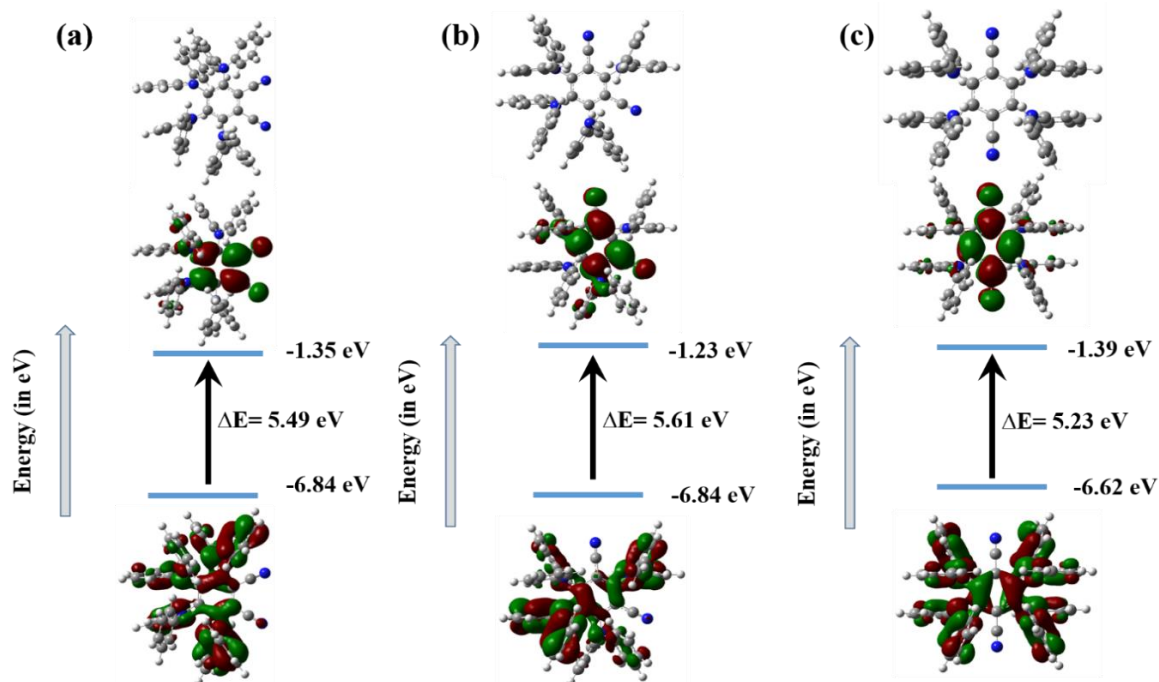 (a)
Energy (in eV)
-1.35 eV
ΔE= 5.49 eV
-6.84 eV
(b)
Energy (in eV)
-1.23 eV
ΔE= 5.61 eV
-6.84 eV
(c)
Energy (in eV)
-1.39 eV
ΔE= 5.23 eV
-6.62 eV